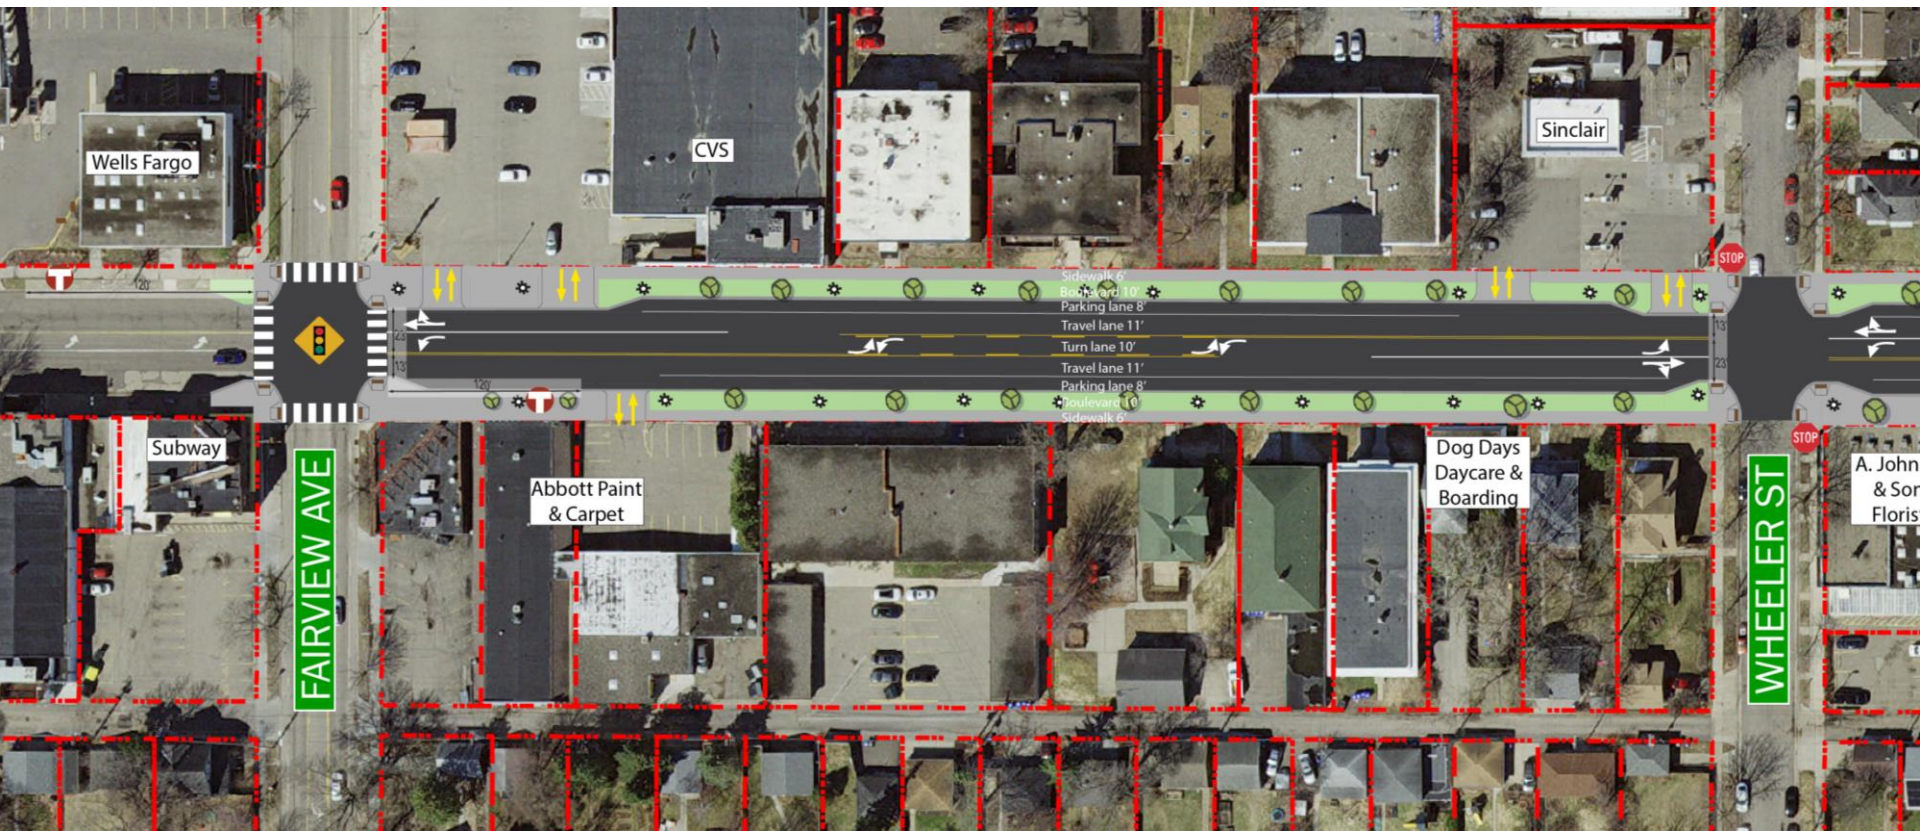 Wells Fargo
CVS
Sinclair
STOP
T
120'
Sidewalk 6'
Boulevard 10'
Parking lane 8'
Travel lane 11'
Turn lane 10'
Travel lane 11'
Parking lane 8'
Boulevard 10'
Sidewalk 6'
23'
13'
13'
23'
120'
T
Subway
FAIRVIEW AVE
Abbott Paint
& Carpet
Dog Days
Daycare &
Boarding
STOP
WHEELER ST
A. John
& Son
Floris